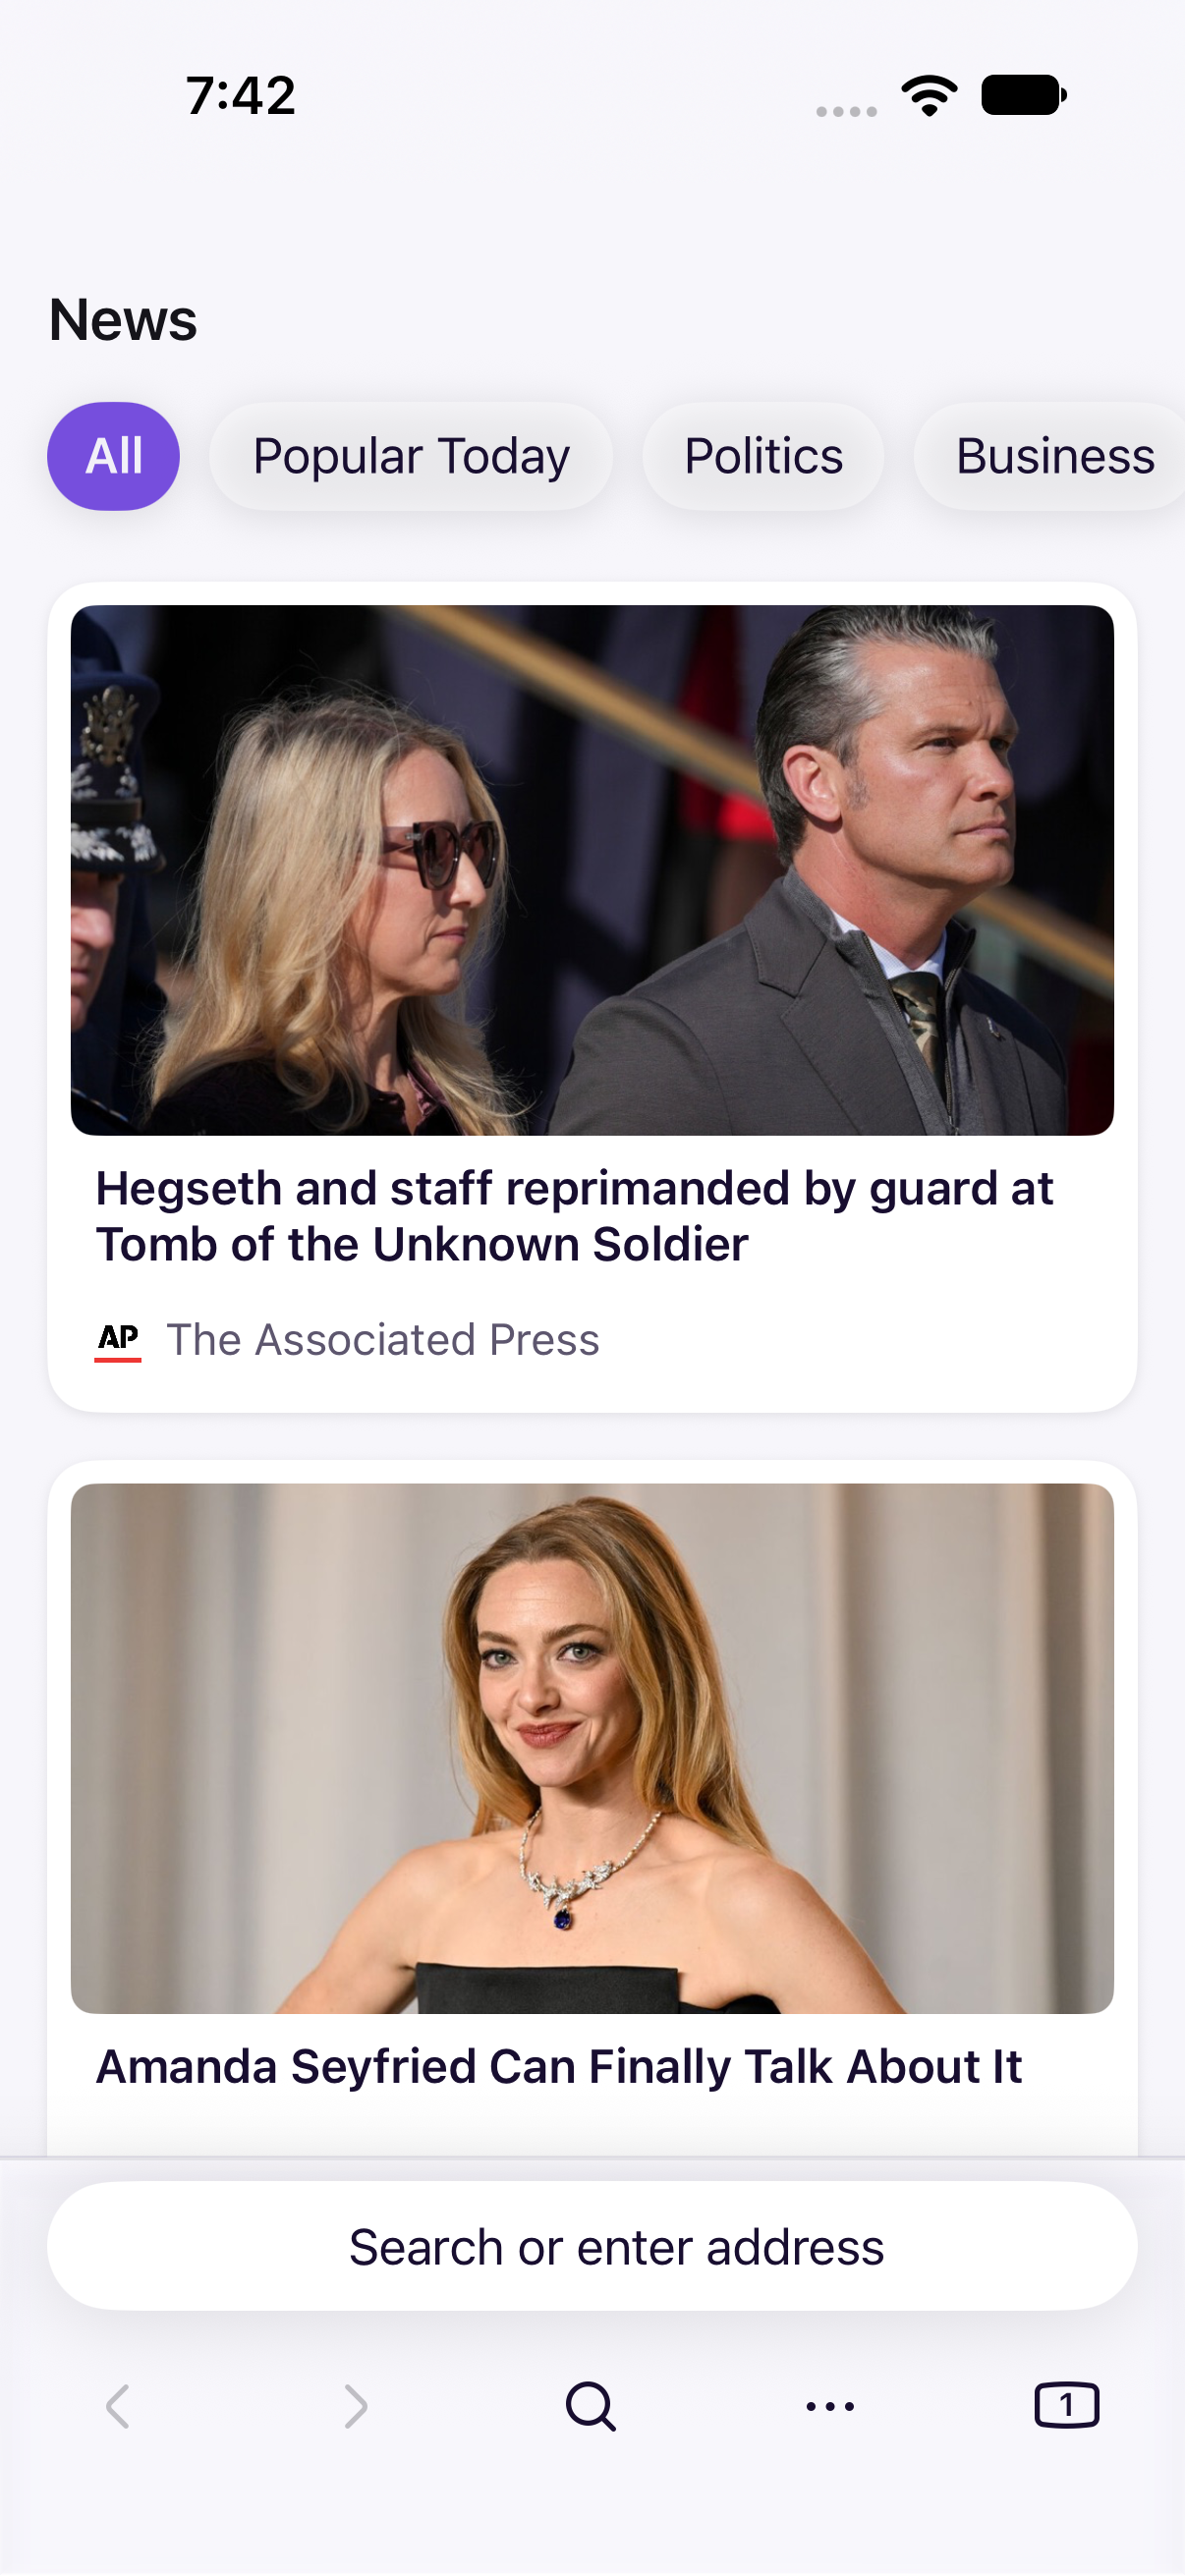 7:42
News
All
Popular Today
Politics
Business
Hegseth and staff reprimanded by guard at
Tomb of the Unknown Soldier
AP The Associated Press
Amanda Seyfried Can Finally Talk About It
Search or enter address
1